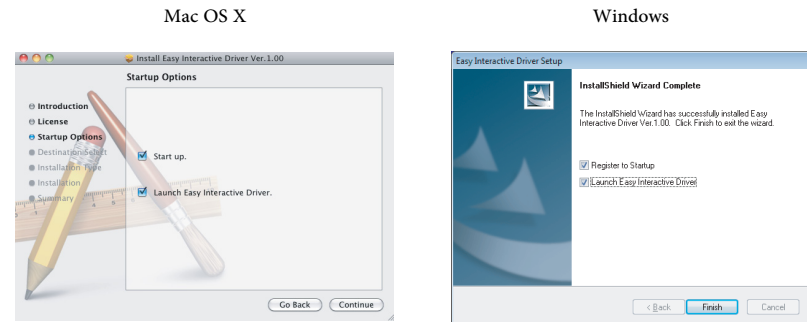 Mac OS X
Windows
Install Easy Interactive Driver Ver.1.00
Startup Options
Introduction
License
Startup Options
Destination Select
Installation Type
Installation
Summary
Start up.
Launch Easy Interactive Driver.
Go Back
Continue
Easy Interactive Driver Setup
InstallShield Wizard Complete
The InstallShield Wizard has successfully installed Easy
Interactive Driver Ver.1.00. Click Finish to exit the wizard.
Register to Startup
Launch Easy Interactive Driver
< Back
Finish
Cancel